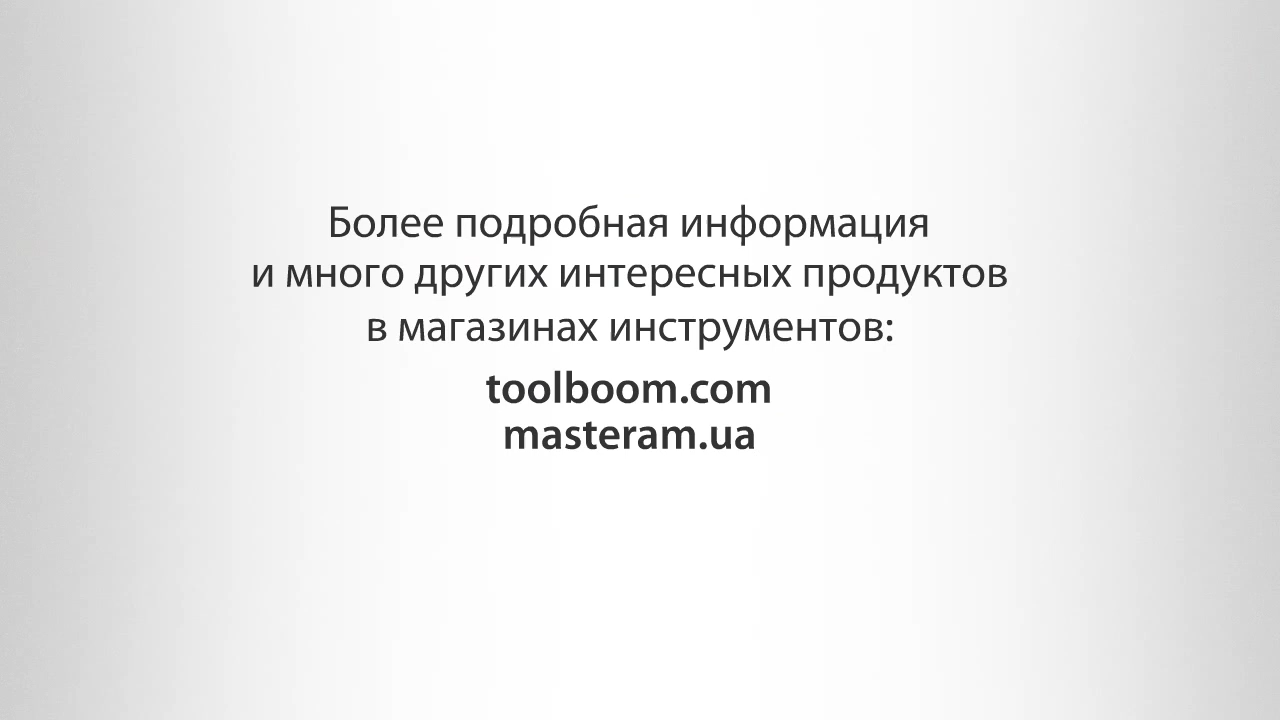 Более подробная информация
и много других интересных продуктов
в магазинах инструментов:
toolboom.com
masteram.ua